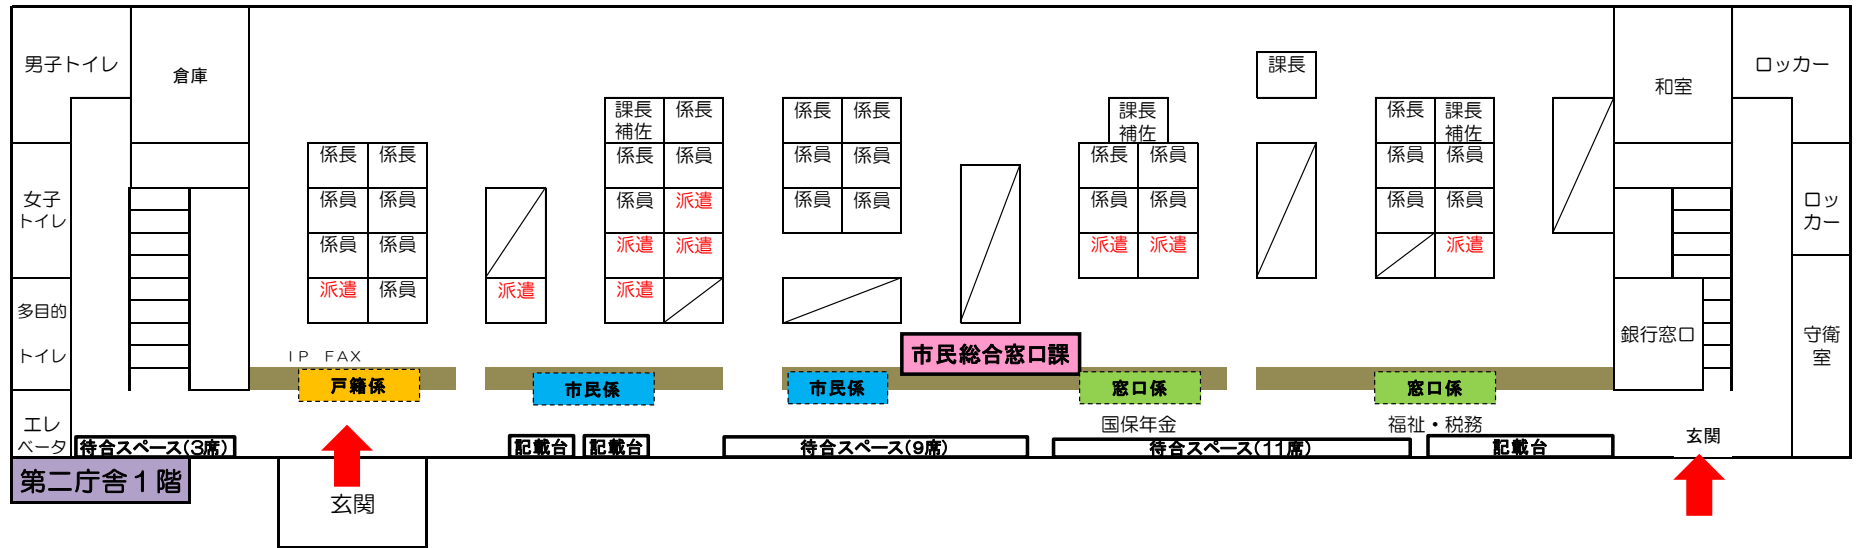 男子トイレ
倉庫
課長
和室
ロッカー
課長
補佐
係長
係長 係長
課長
補佐
係長
課長
補佐
係長 係長
係長 係員
係員 係員
係長 係員
係員 係員
女子
トイレ
係員 係員
係員 派遣
係員 係員
係員 係員
係員 係員
ロッ
カー
係員 係員
派遣 派遣
派遣 派遣
派遣
多目的
トイレ
派遣 係員
派遣
派遣
銀行窓口
守衛
室
IP FAX
市民総合窓口課
戸籍係
市民係
市民係
窓口係
窓口係
エレ
ベータ
国保年金
福祉・税務
玄関
待合スペース(3席)
記載台
記載台
待合スペース(9席)
待合スペース(11席)
記載台
第二庁舎1階
玄関